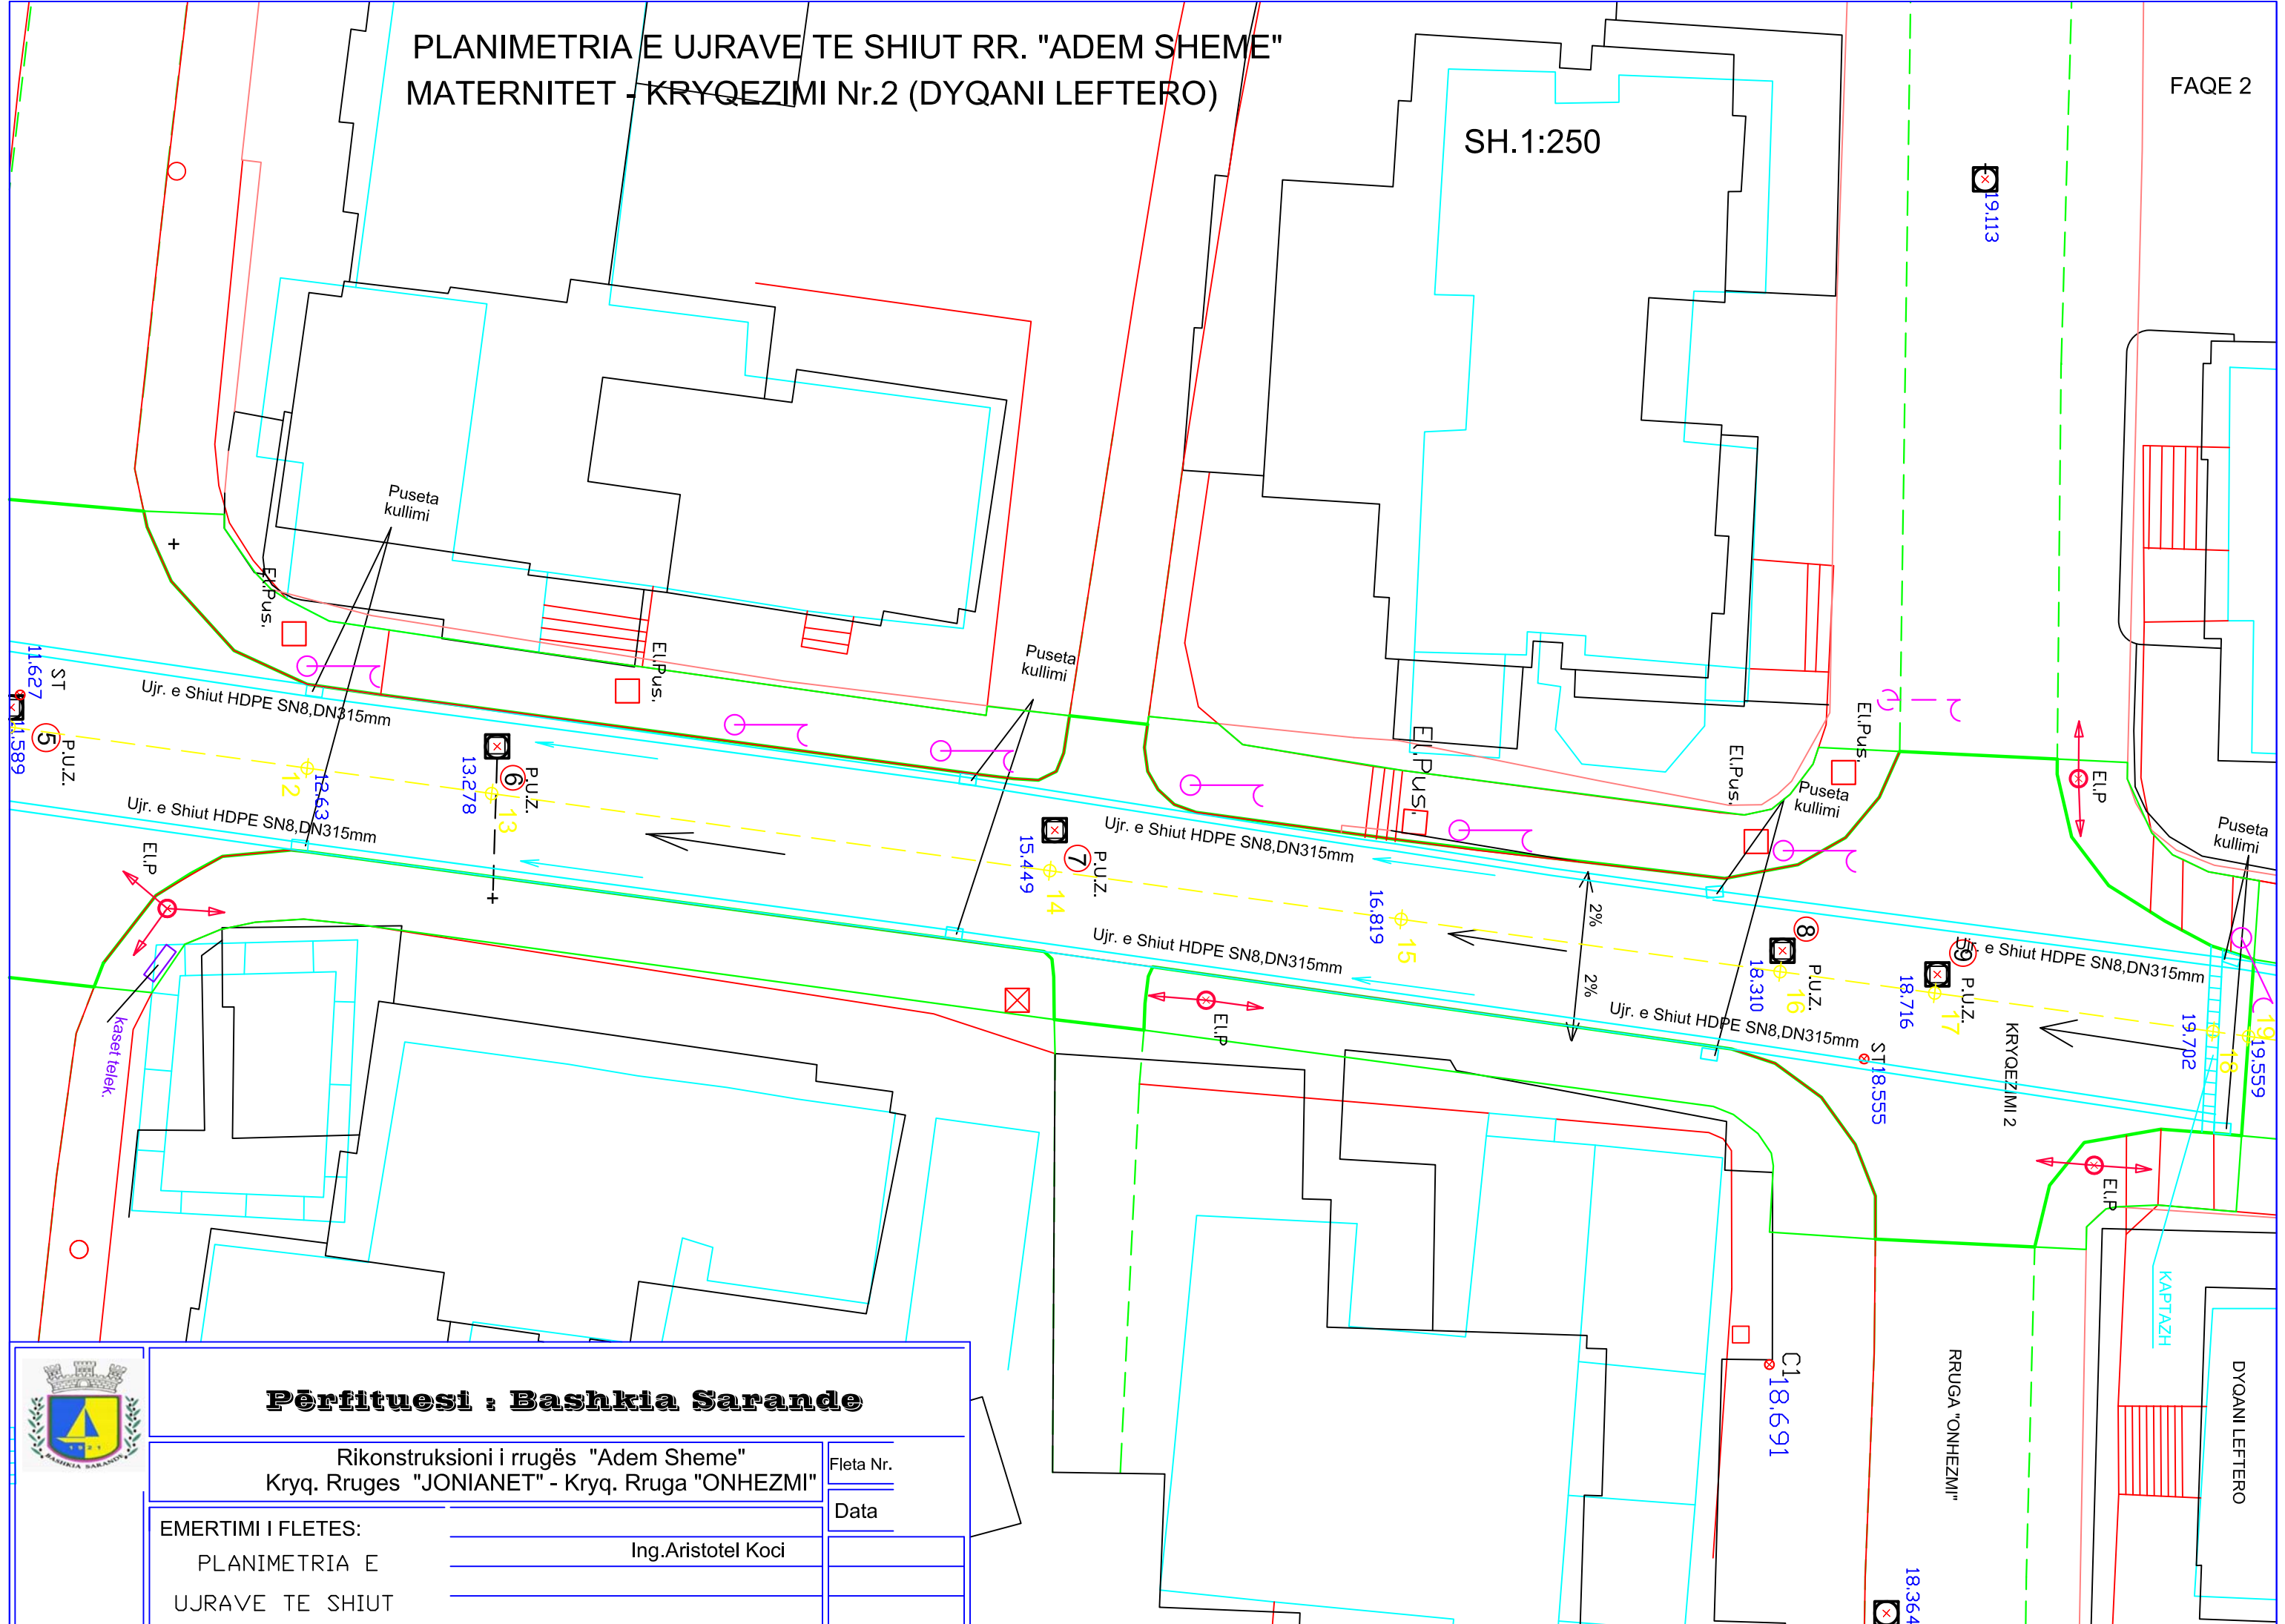 PLANIMETRIA E UJRAVE TE SHIUT RR. "ADEM SHEME"
MATERNITET - KRYQEZIMI Nr.2 (DYQANI LEFTERO)
FAQE 2
SH.1:250
19.113
Puseta
kullimi
El.Pus.
El.Pus.
Puseta
kullimi
11.627
ST
Ujr. e Shiut HDPE SN8,DN315mm
11.589
5
P.U.Z.
12
12.63
Ujr. e Shiut HDPE SN8,DN315mm
El.P
13.278
6
P.U.Z.
13
15.449
7
P.U.Z.
14
Ujr. e Shiut HDPE SN8,DN315mm
El.Pus.
El.Pus.
El.Pus.
Puseta
kullimi
El.P
Puseta
kullimi
16.819
15
2%
2%
Ujr. e Shiut HDPE SN8,DN315mm
El.P
8
P.U.Z.
18.310
16
9
P.U.Z.
18.716
17
Ujr. e Shiut HDPE SN8,DN315mm
Ujr. e Shiut HDPE SN8,DN315mm
ST
18.555
KRYQEZIMI 2
19.702
18
19
19.559
El.P
kaset telek.
KAPTAZH
C1
18.691
RRUGA "ONHEZMI"
DYQANI LEFTERO
18.364
1921
BASHKIA SARANDE
Përfituesi : Bashkia Sarande
Rikonstruksioni i rrugës "Adem Sheme"
Kryq. Rruges "JONIANET" - Kryq. Rruga "ONHEZMI"
Fleta Nr.
Data
EMERTIMI I FLETES:
PLANIMETRIA E
UJRAVE TE SHIUT
Ing.Aristotel Koci